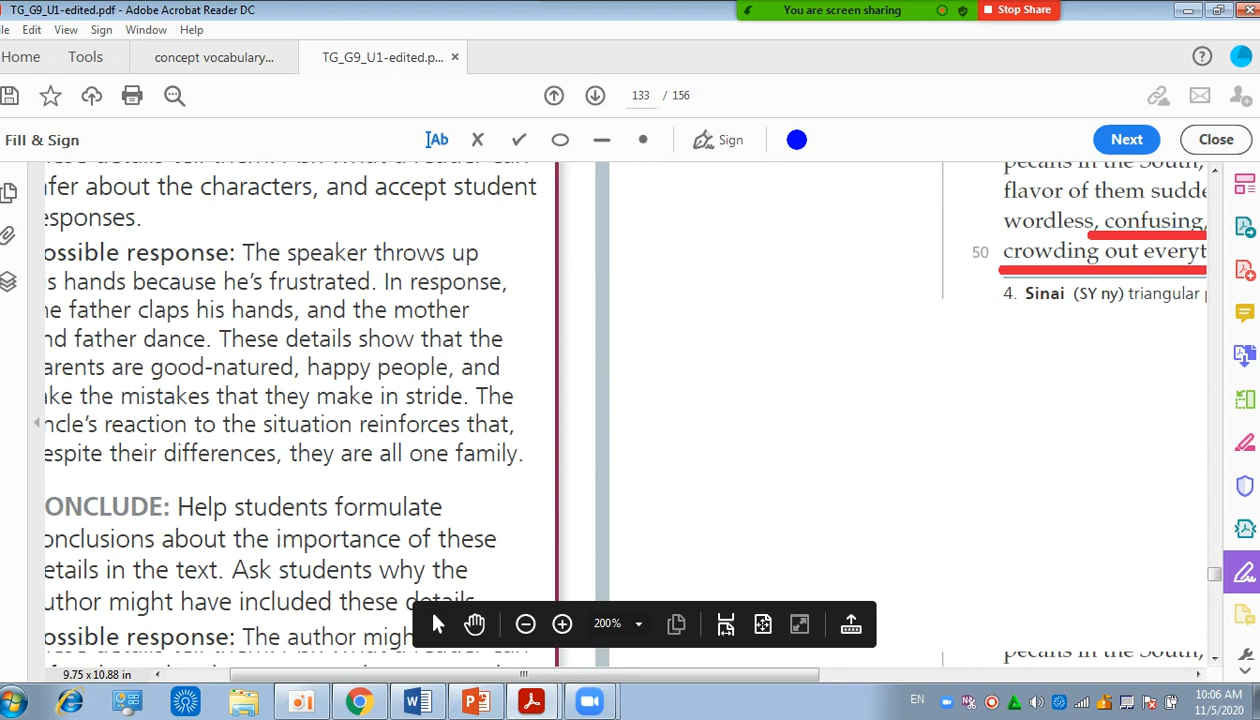 TG_G9_U1-edited.pdf - Adobe Acrobat Reader DC
You are screen sharing
Stop Share
le Edit View Sign Window Help
Home Tools concept vocabulary... TG_G9_U1-edited.p... ×
133 / 156
Fill & Sign
Ab
Sign
Next
Close
fer about the characters, and accept student
esponses.
ossible response: The speaker throws up
s hands because he's frustrated. In response,
e father claps his hands, and the mother
nd father dance. These details show that the
arents are good-natured, happy people, and
ke the mistakes that they make in stride. The
ncle's reaction to the situation reinforces that,
espite their differences, they are all one family.
ONCLUDE: Help students formulate
onclusions about the importance of these
etails in the text. Ask students why the
uthor might have included these details.
ossible response: The author migh
pecans in the South,
flavor of them sudde
wordless, confusing,
50 crowding out everyt
4. Sinai (SY ny) triangular p
pecans in the South,
200%
9.75 x 10.88 in
EN
10:06 AM
11/5/2020